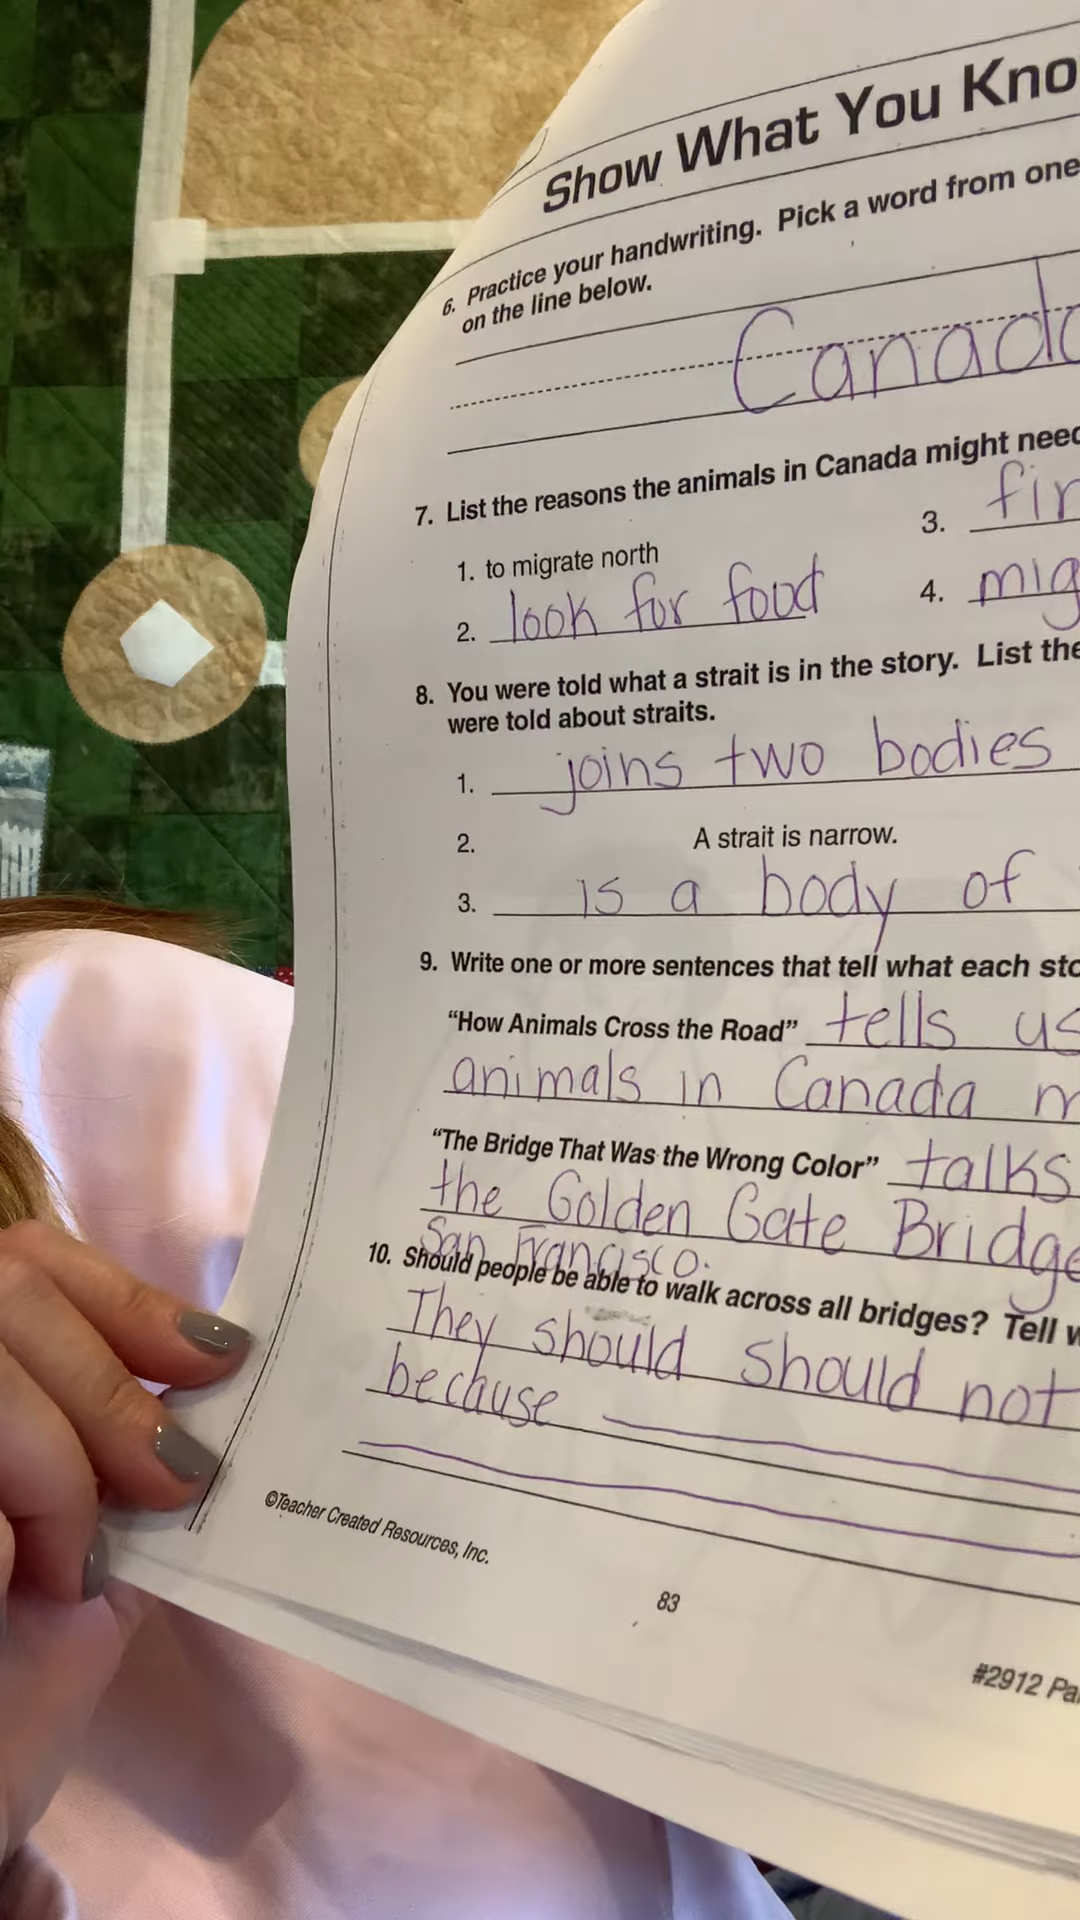 Show What You Kno
6. Practice your handwriting. Pick a word from one
on the line below.
Canada
7. List the reasons the animals in Canada might need
1. to migrate north
3. fin
2. look for food
4. mig
8. You were told what a strait is in the story. List the
were told about straits.
1. joins two bodies
2. A strait is narrow.
3. is a body of
9. Write one or more sentences that tell what each sto
“How Animals Cross the Road” tells us
animals in Canada m
“The Bridge That Was the Wrong Color” talks
the Golden Gate Bridge
San Francisco.
10. Should people be able to walk across all bridges? Tell w
They should should not
because
©Teacher Created Resources, Inc.
83
#2912 Pa